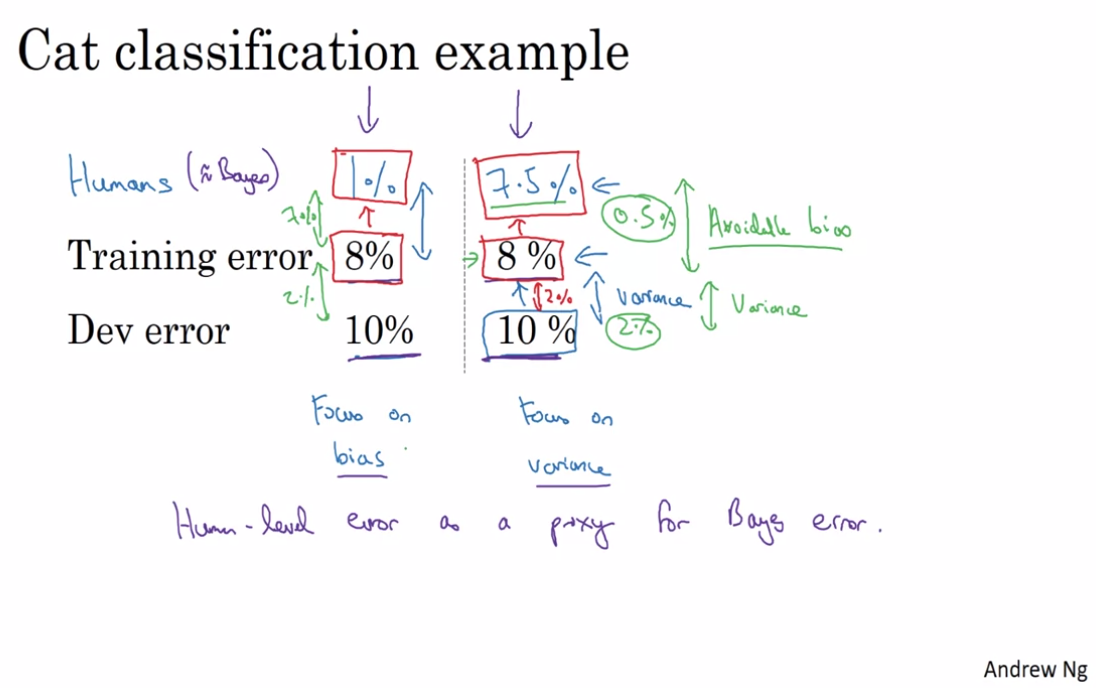 Cat classification example
Humans (≈ Bayes) 1% 7.5%
7% 0.5% Avoidable bias
Training error 8% 8 %
2% 2% Variance Variance
Dev error 10% 10 % 2%
Focus on Focus on
bias variance
Human-level error as a proxy for Bayes error.
Andrew Ng